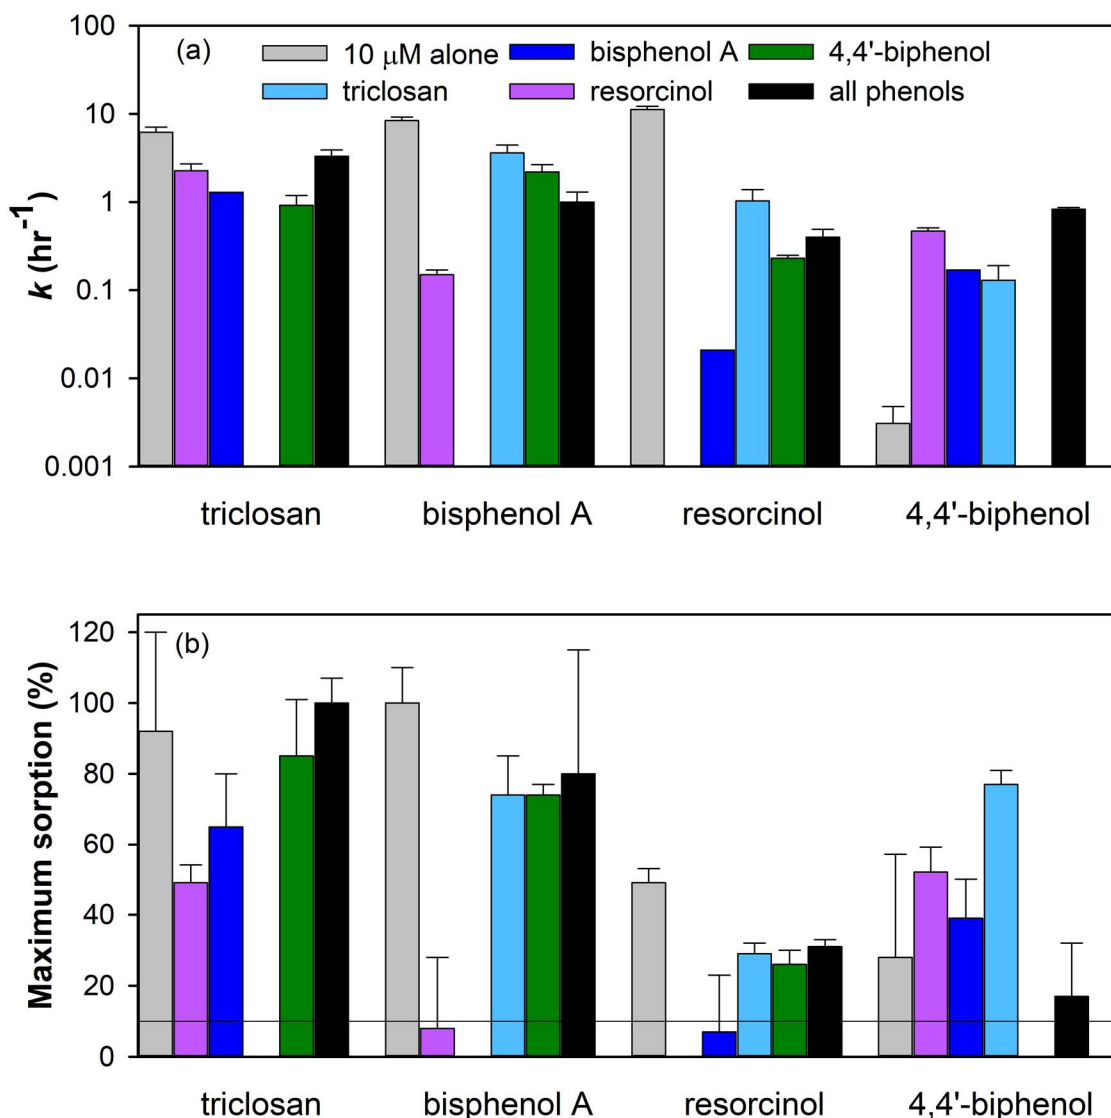 100
(a)
10 μM alone
bisphenol A
4,4'-biphenol
triclosan
resorcinol
all phenols
10
1
0.1
0.01
0.001
k (hr-1)
triclosan
bisphenol A
resorcinol
4,4'-biphenol
(b)
120
100
80
60
40
20
0
Maximum sorption (%)
triclosan
bisphenol A
resorcinol
4,4'-biphenol